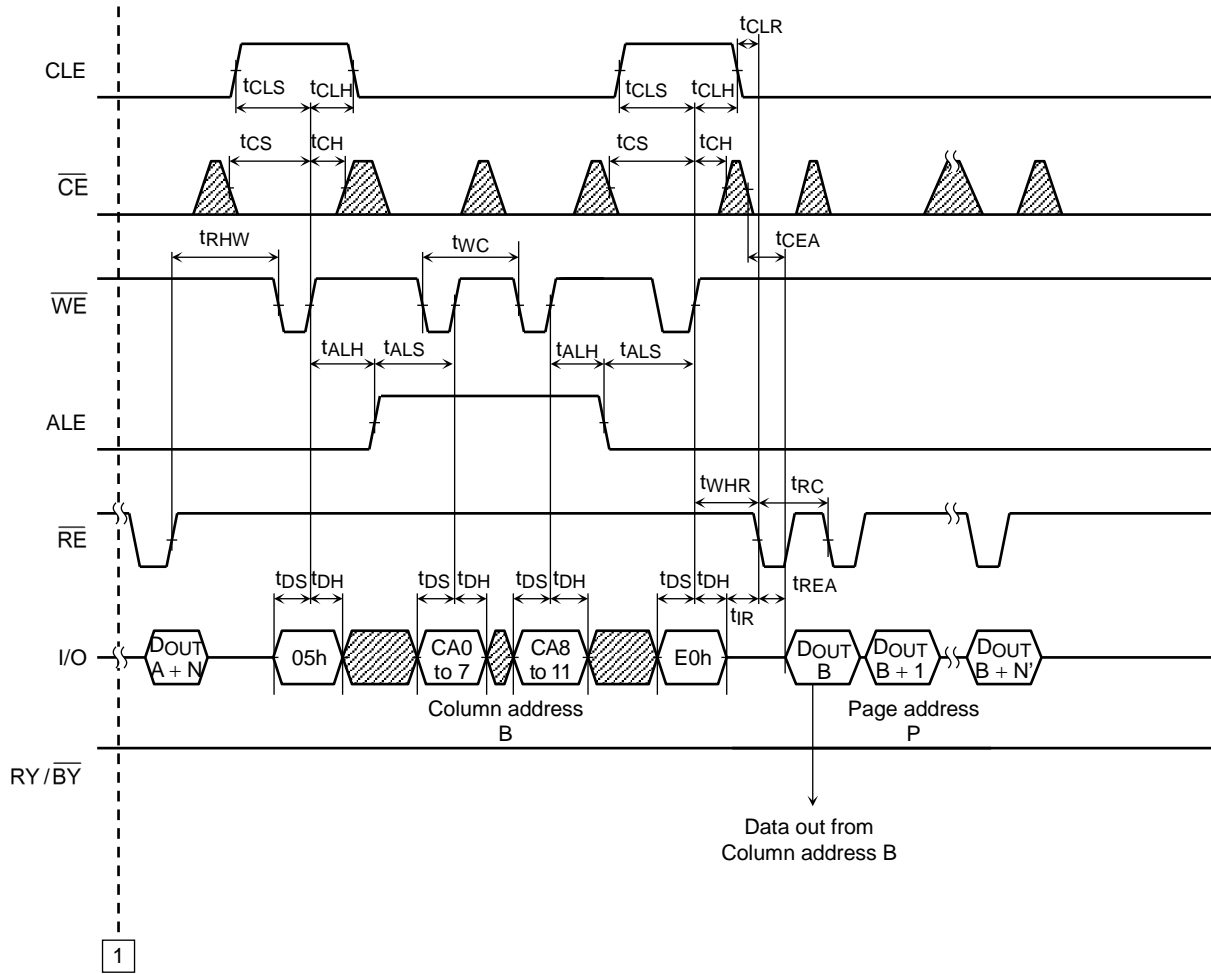 tCLR
CLE
tCLS
tCLH
tCLS
tCLH
tCS
tCH
tCS
tCH
CE
tRHW
tWC
tCEA
WE
tALH
tALS
tALH
tALS
ALE
tWHR
tRC
RE
tDS
tDH
tDS
tDH
tDS
tDH
tDS
tDH
tIR
tREA
I/O
DOUT
A + N
05h
CA0
to 7
CA8
to 11
E0h
DOUT
B
DOUT
B + 1
DOUT
B + N'
Column address
B
Page address
P
RY / BY
Data out from
Column address B
1